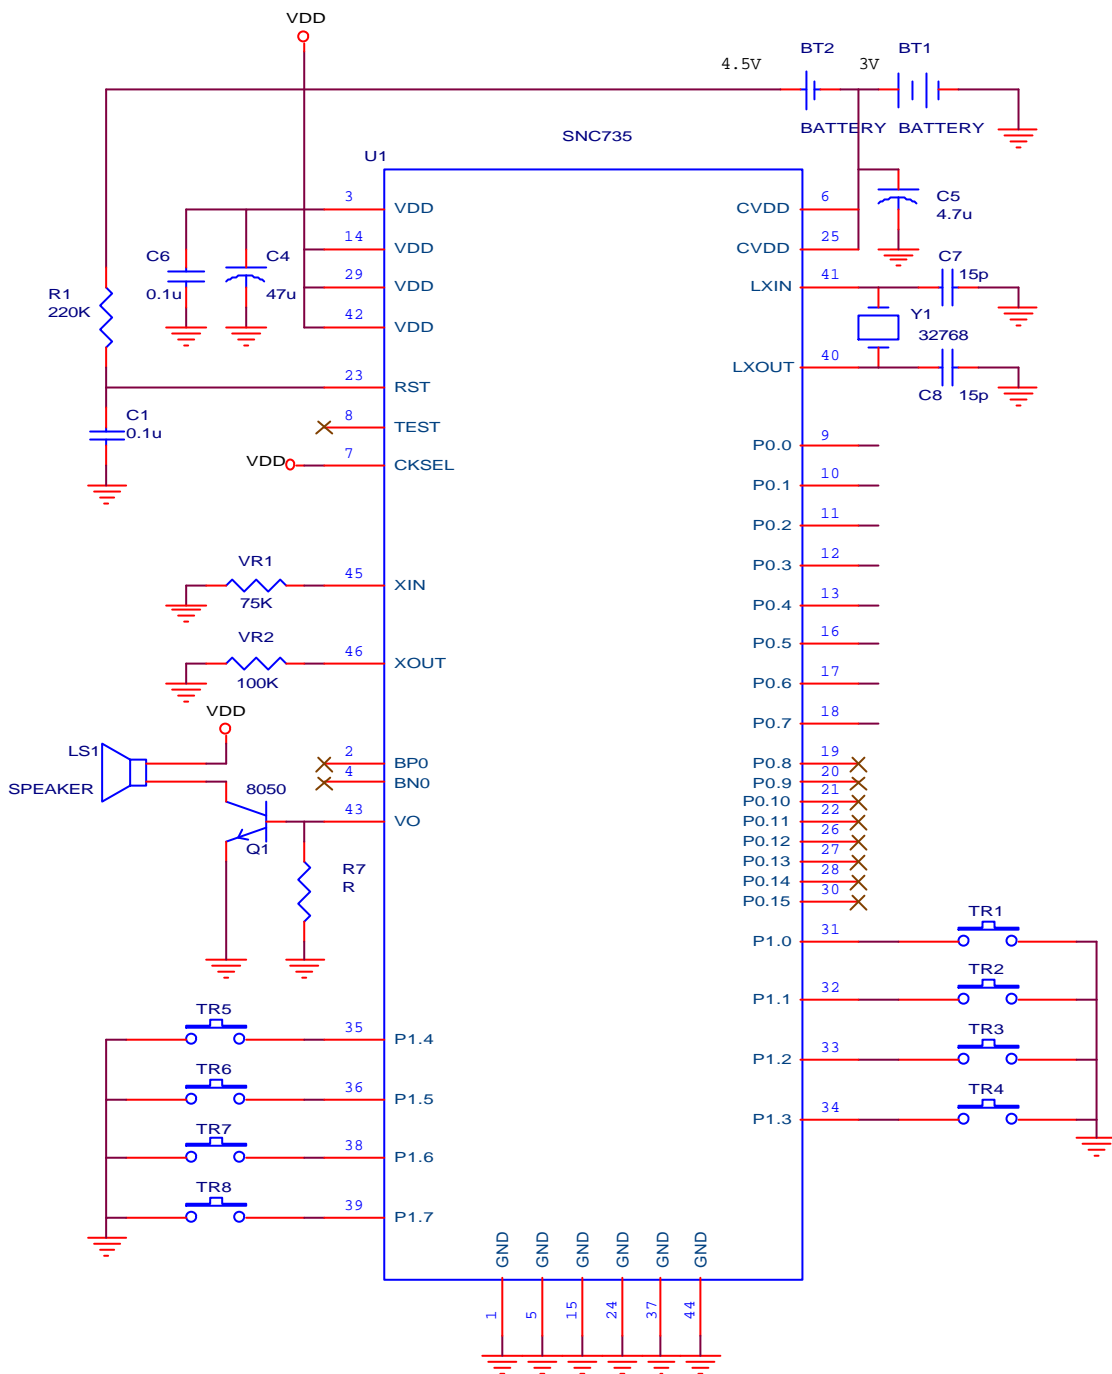 VDD
BT2 BT1
4.5V 3V
BATTERY BATTERY
SNC735
U1
3 VDD CVDD 6 C5
4.7u
14 VDD CVDD 25
C6 C4 C7
0.1u 47u 15p
29 VDD LXIN 41
R1
220K
42 VDD
Y1
32768
LXOUT 40
C8 15p
23 RST
C1
0.1u
8 TEST
VDD 7 CKSEL
P0.0 9
P0.1 10
P0.2 11
P0.3 12
VR1
75K
45 XIN
P0.4 13
VR2
100K
46 XOUT
P0.5 16
P0.6 17
P0.7 18
VDD
LS1
SPEAKER
2 BP0 P0.8 19
4 BN0 P0.9 20
8050
P0.10 21
43 VO P0.11 22
Q1
P0.12 26
R7
R
P0.13 27
P0.14 28
P0.15 30
TR1
P1.0 31
TR2
P1.1 32
TR5
35 P1.4
TR3
P1.2 33
TR6
36 P1.5
TR4
P1.3 34
TR7
38 P1.6
TR8
39 P1.7
GND GND GND GND GND GND
1 5 15 24 37 44